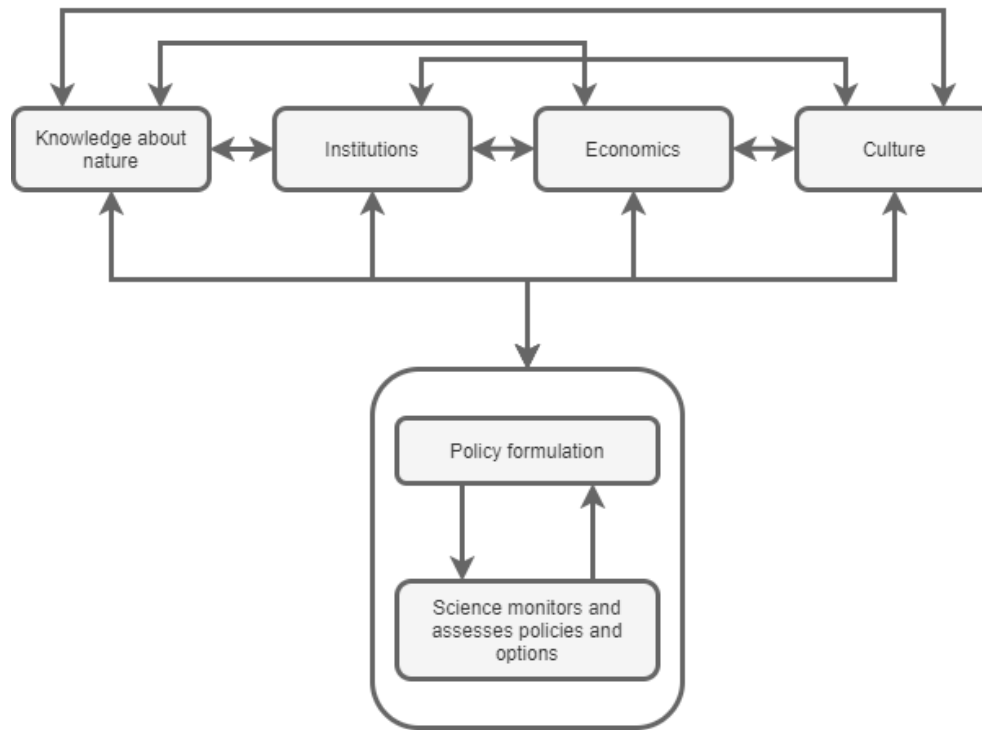 Knowledge about
nature
Institutions
Economics
Culture
Policy formulation
Science monitors and
assesses policies and
options